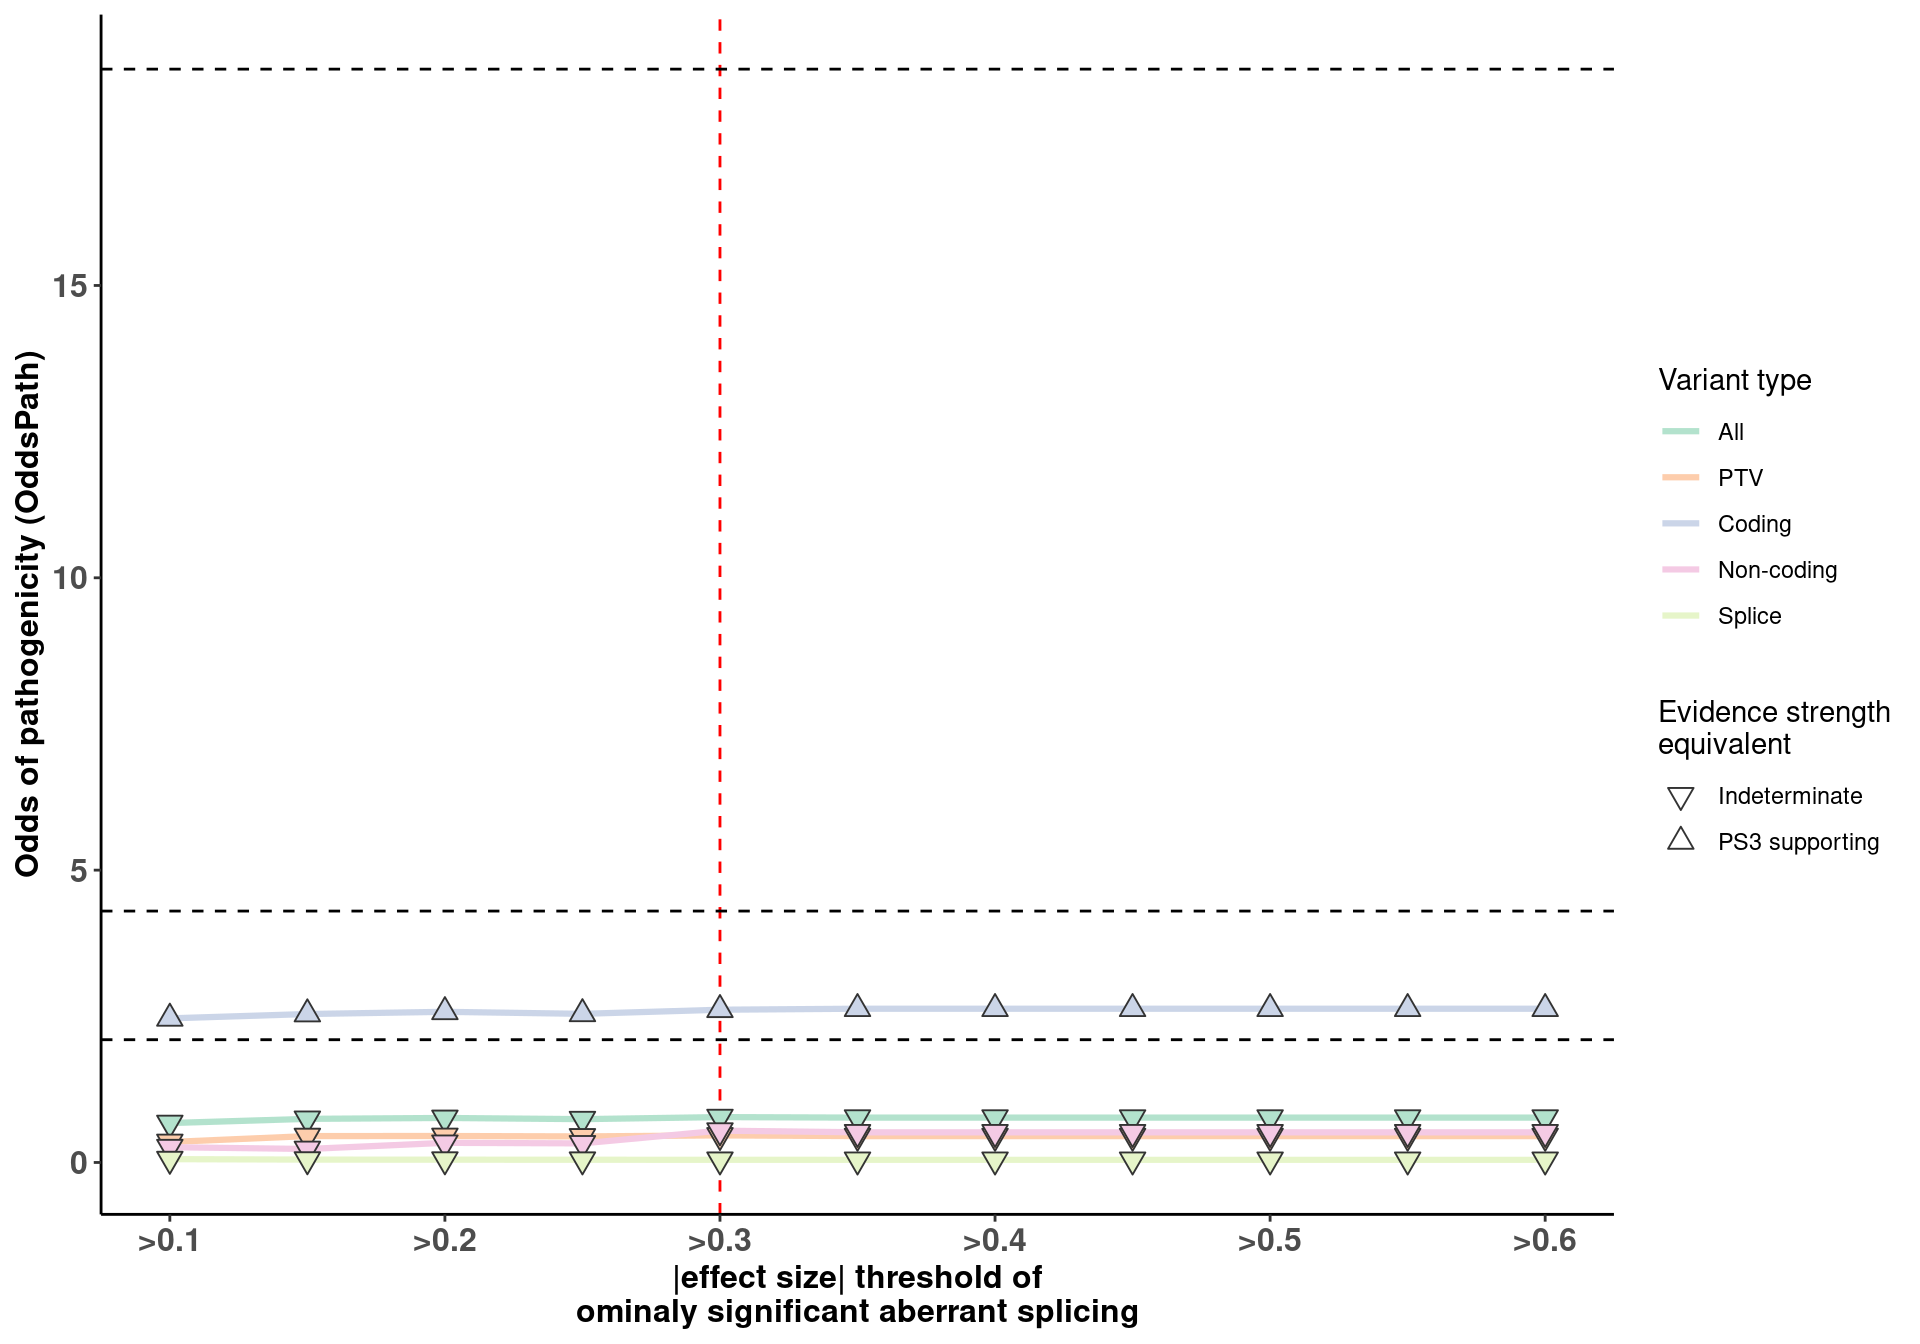 Odds of pathogenicity (OddsPath)
15
10
5
0
>0.1
>0.2
>0.3
>0.4
>0.5
>0.6
|effect size| threshold of
ominaly significant aberrant splicing
Variant type
All
PTV
Coding
Non-coding
Splice
Evidence strength
equivalent
Indeterminate
PS3 supporting